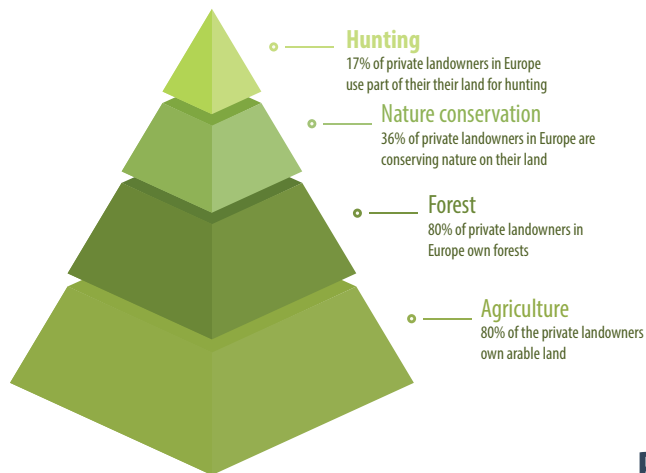 Hunting
17% of private landowners in Europe
use part of their their land for hunting
Nature conservation
36% of private landowners in Europe are
conserving nature on their land
Forest
80% of private landowners in
Europe own forests
Agriculture
80% of the private landowners
own arable land